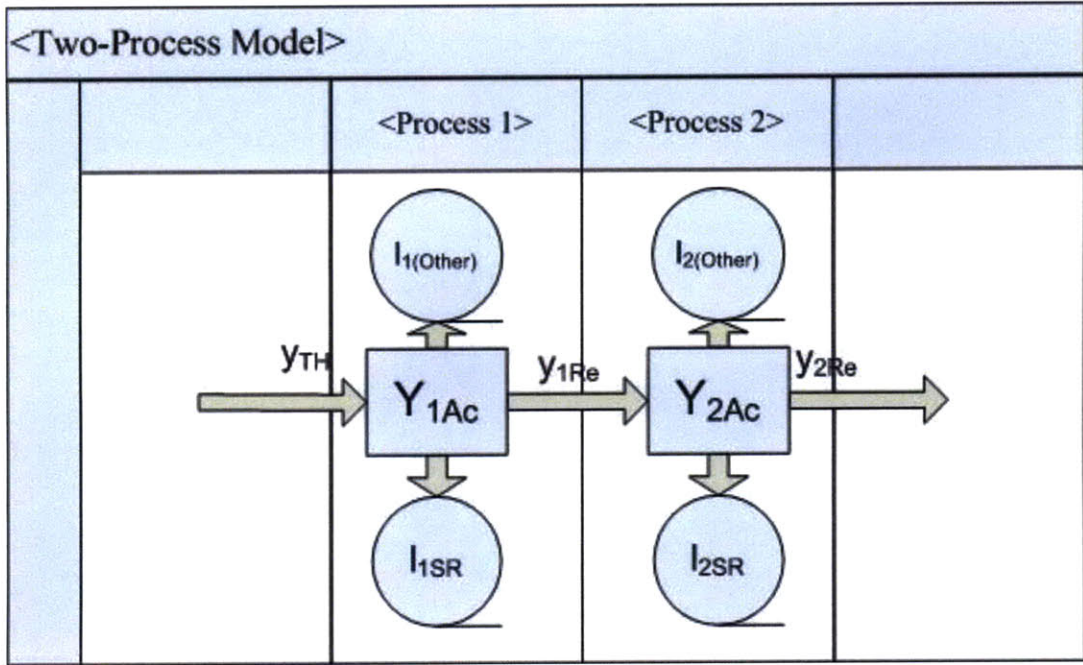 <Two-Process Model>
<Process 1> <Process 2>
I1(Other) I2(Other)
yTH y1Re y2Re
Y1Ac Y2Ac
I1SR I2SR